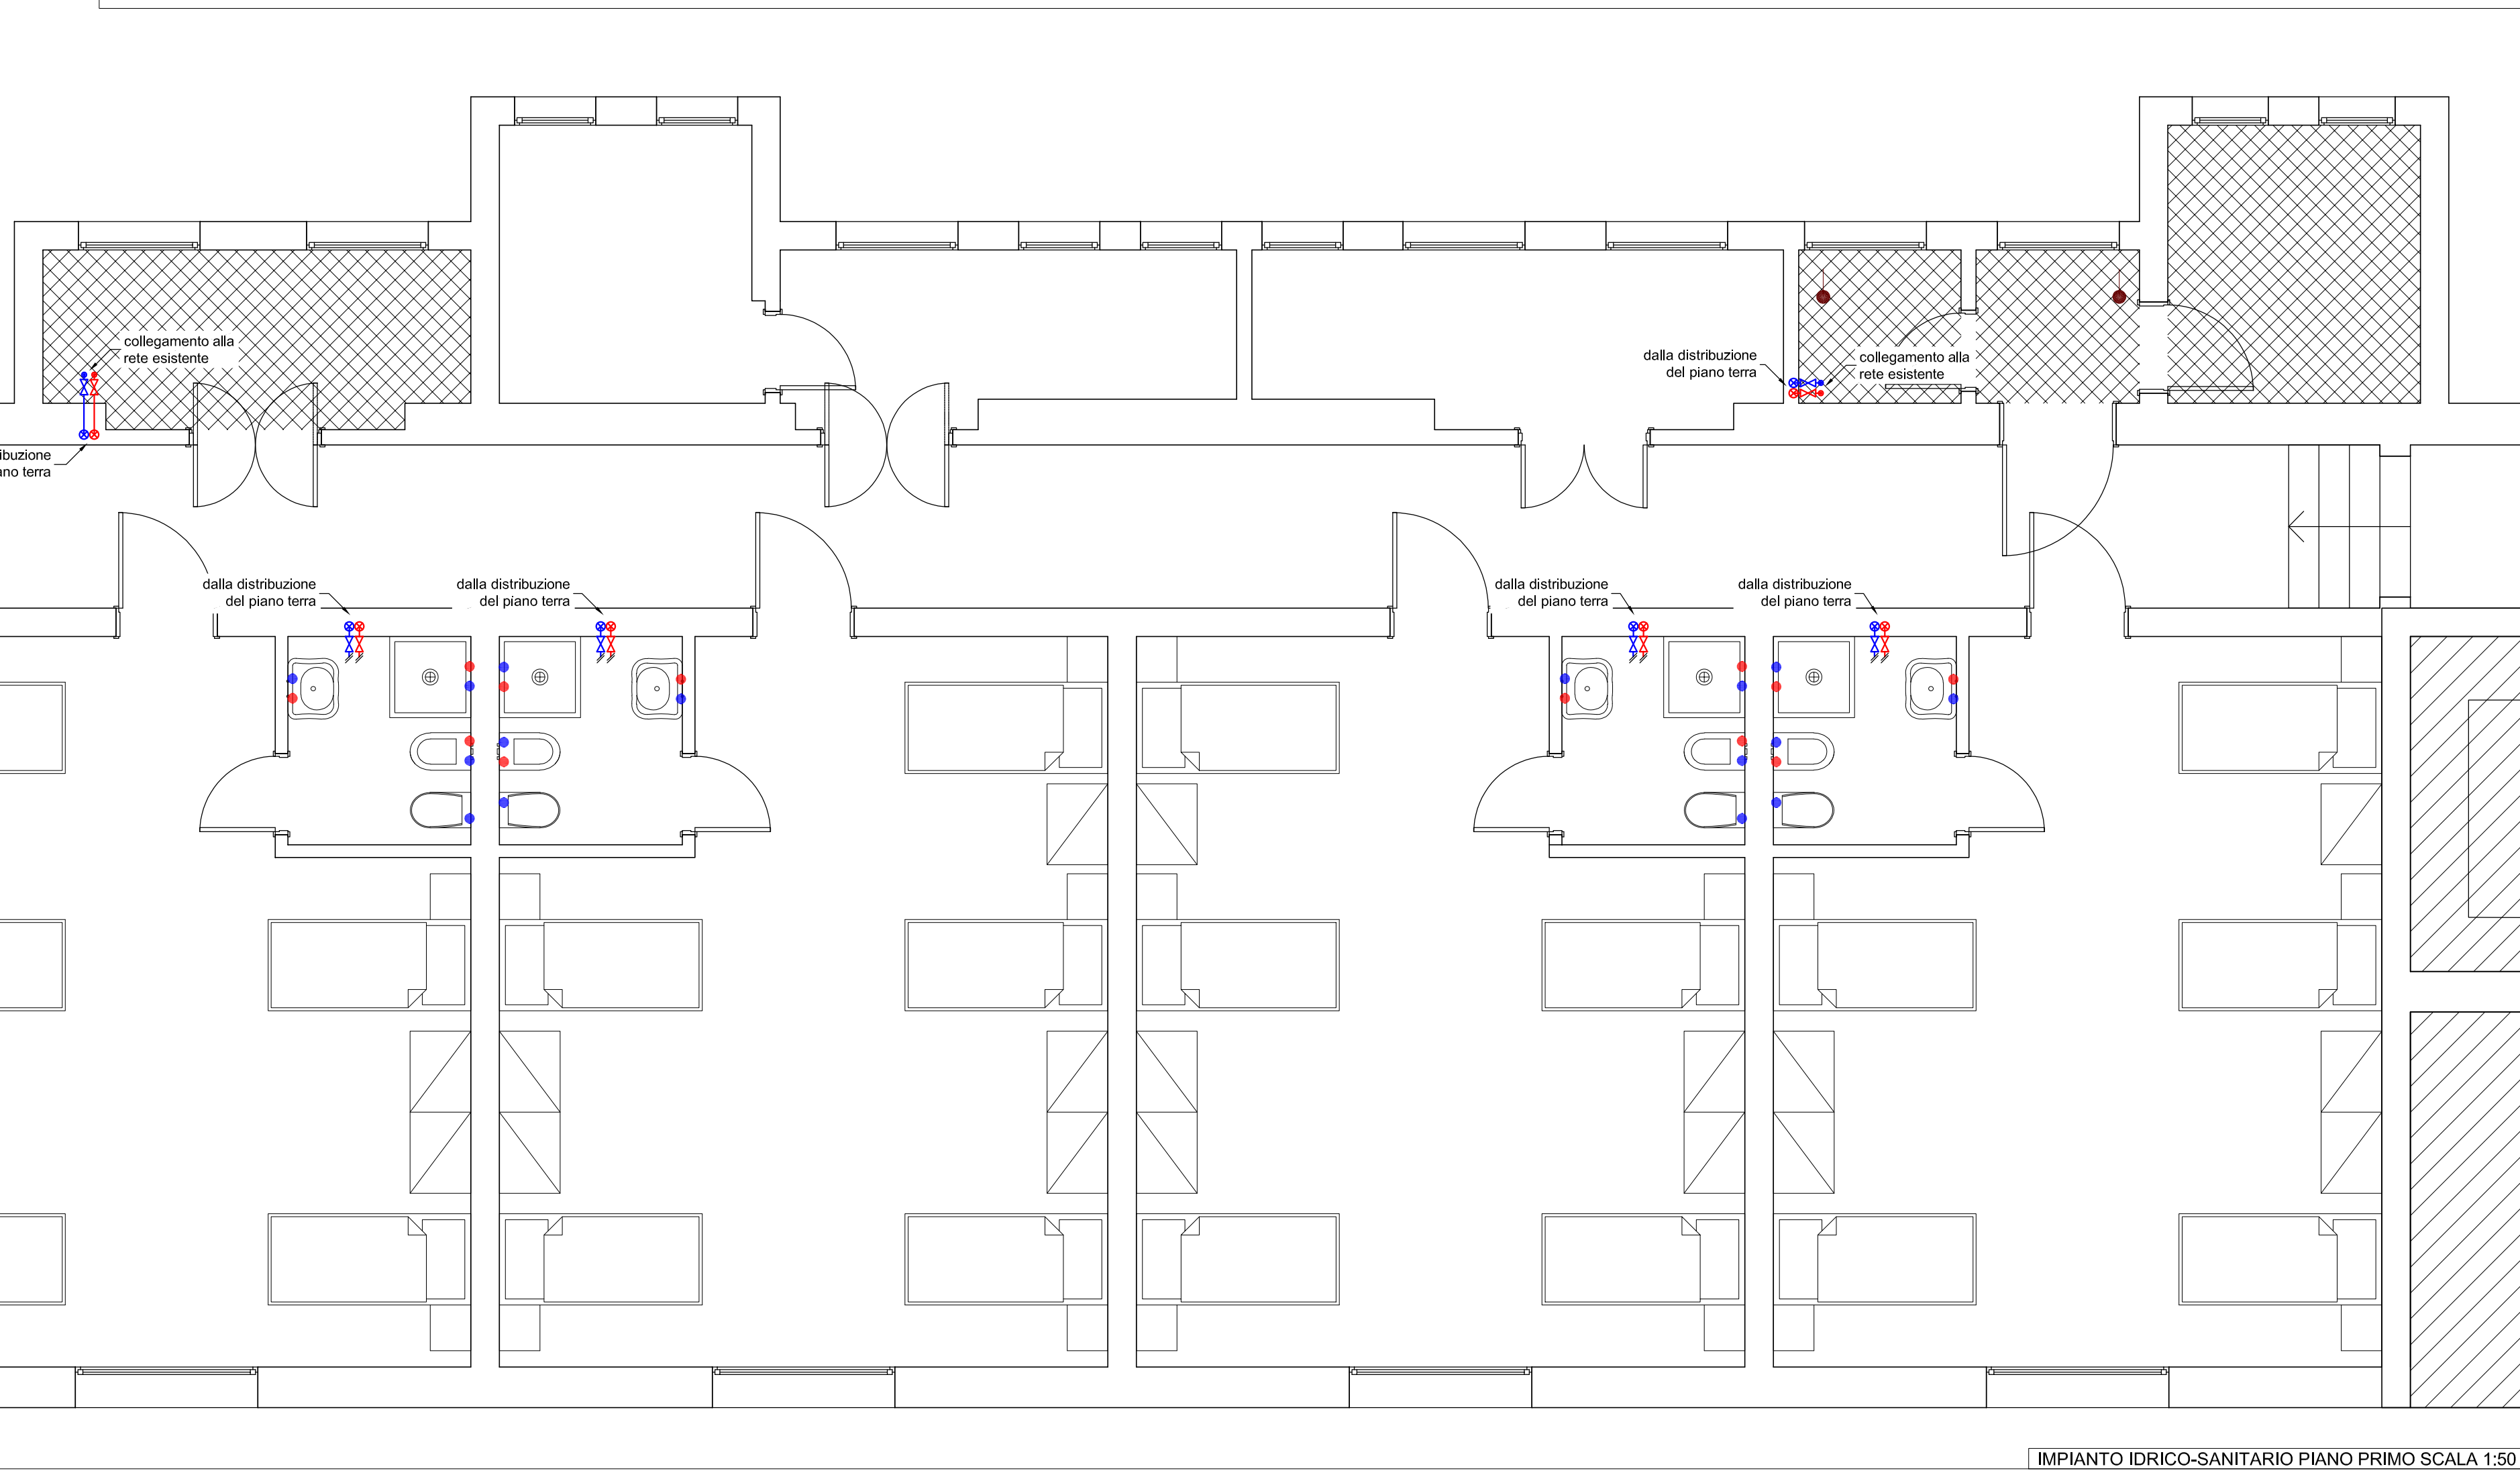 collegamento alla
rete esistente
dalla distribuzione
del piano terra
collegamento alla
rete esistente
terra
dalla distribuzione
del piano terra
dalla distribuzione
del piano terra
dalla distribuzione
del piano terra
dalla distribuzione
del piano terra
IMPIANTO IDRICO-SANITARIO PIANO PRIMO SCALA 1:50